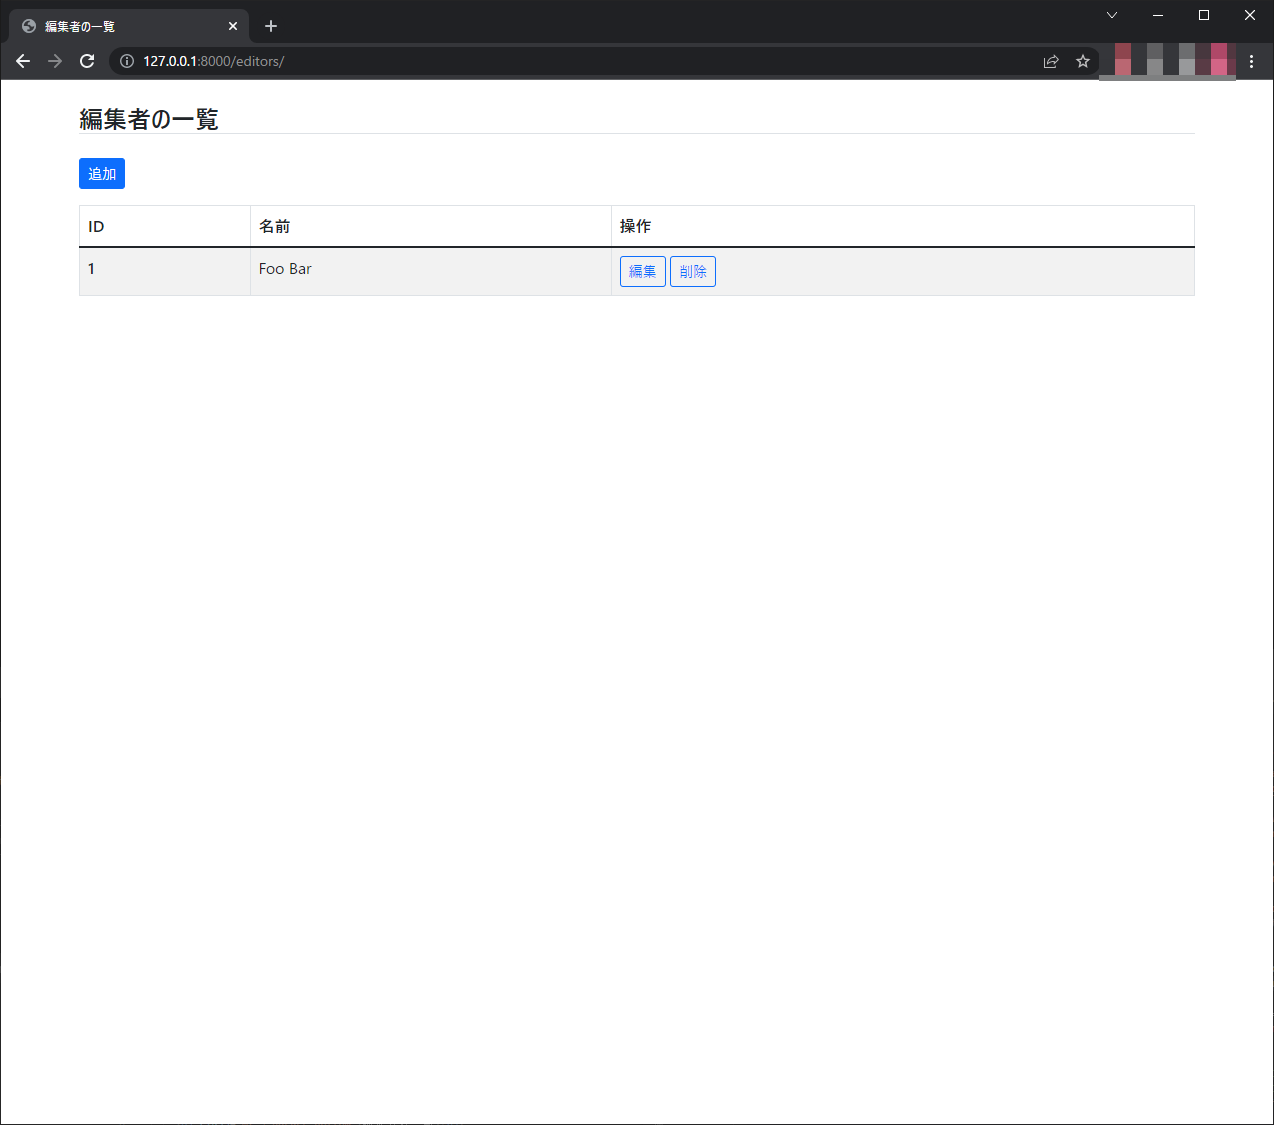 編集者の一覧
127.0.0.1:8000/editors/
編集者の一覧
追加
ID 名前 操作
1 Foo Bar 編集 削除